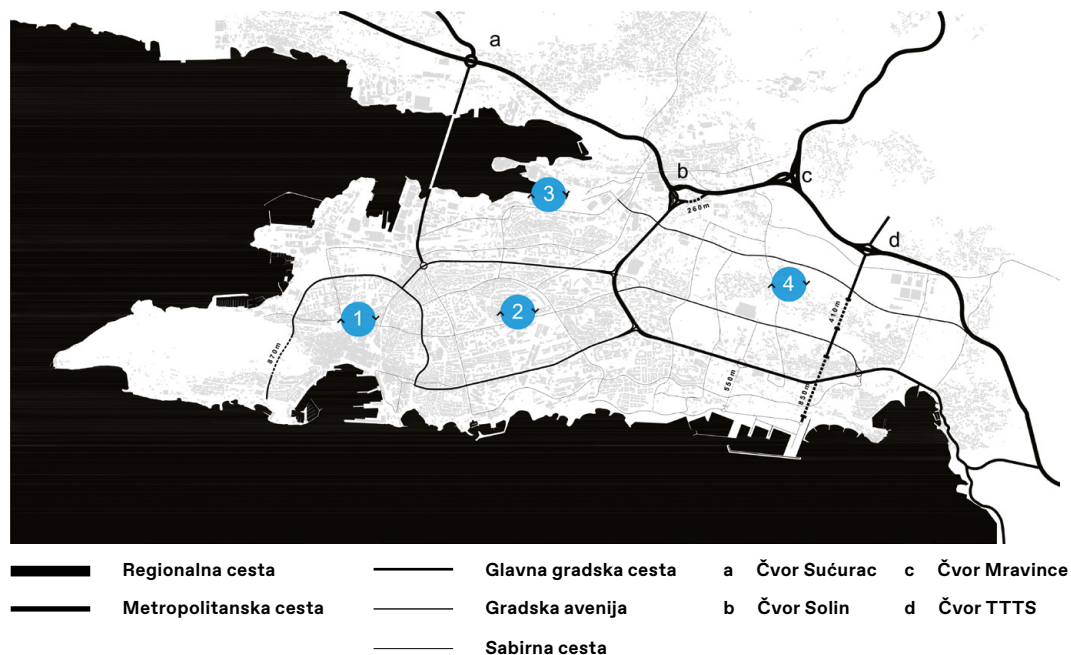 a
b
c
260m
3
d
4
410m
2
1
870m
550m
850m
Regionalna cesta
Metropolitanska cesta
Glavna gradska cesta
Gradska avenija
Sabirna cesta
a Čvor Sućurac
b Čvor Solin
c Čvor Mravince
d Čvor TTTS